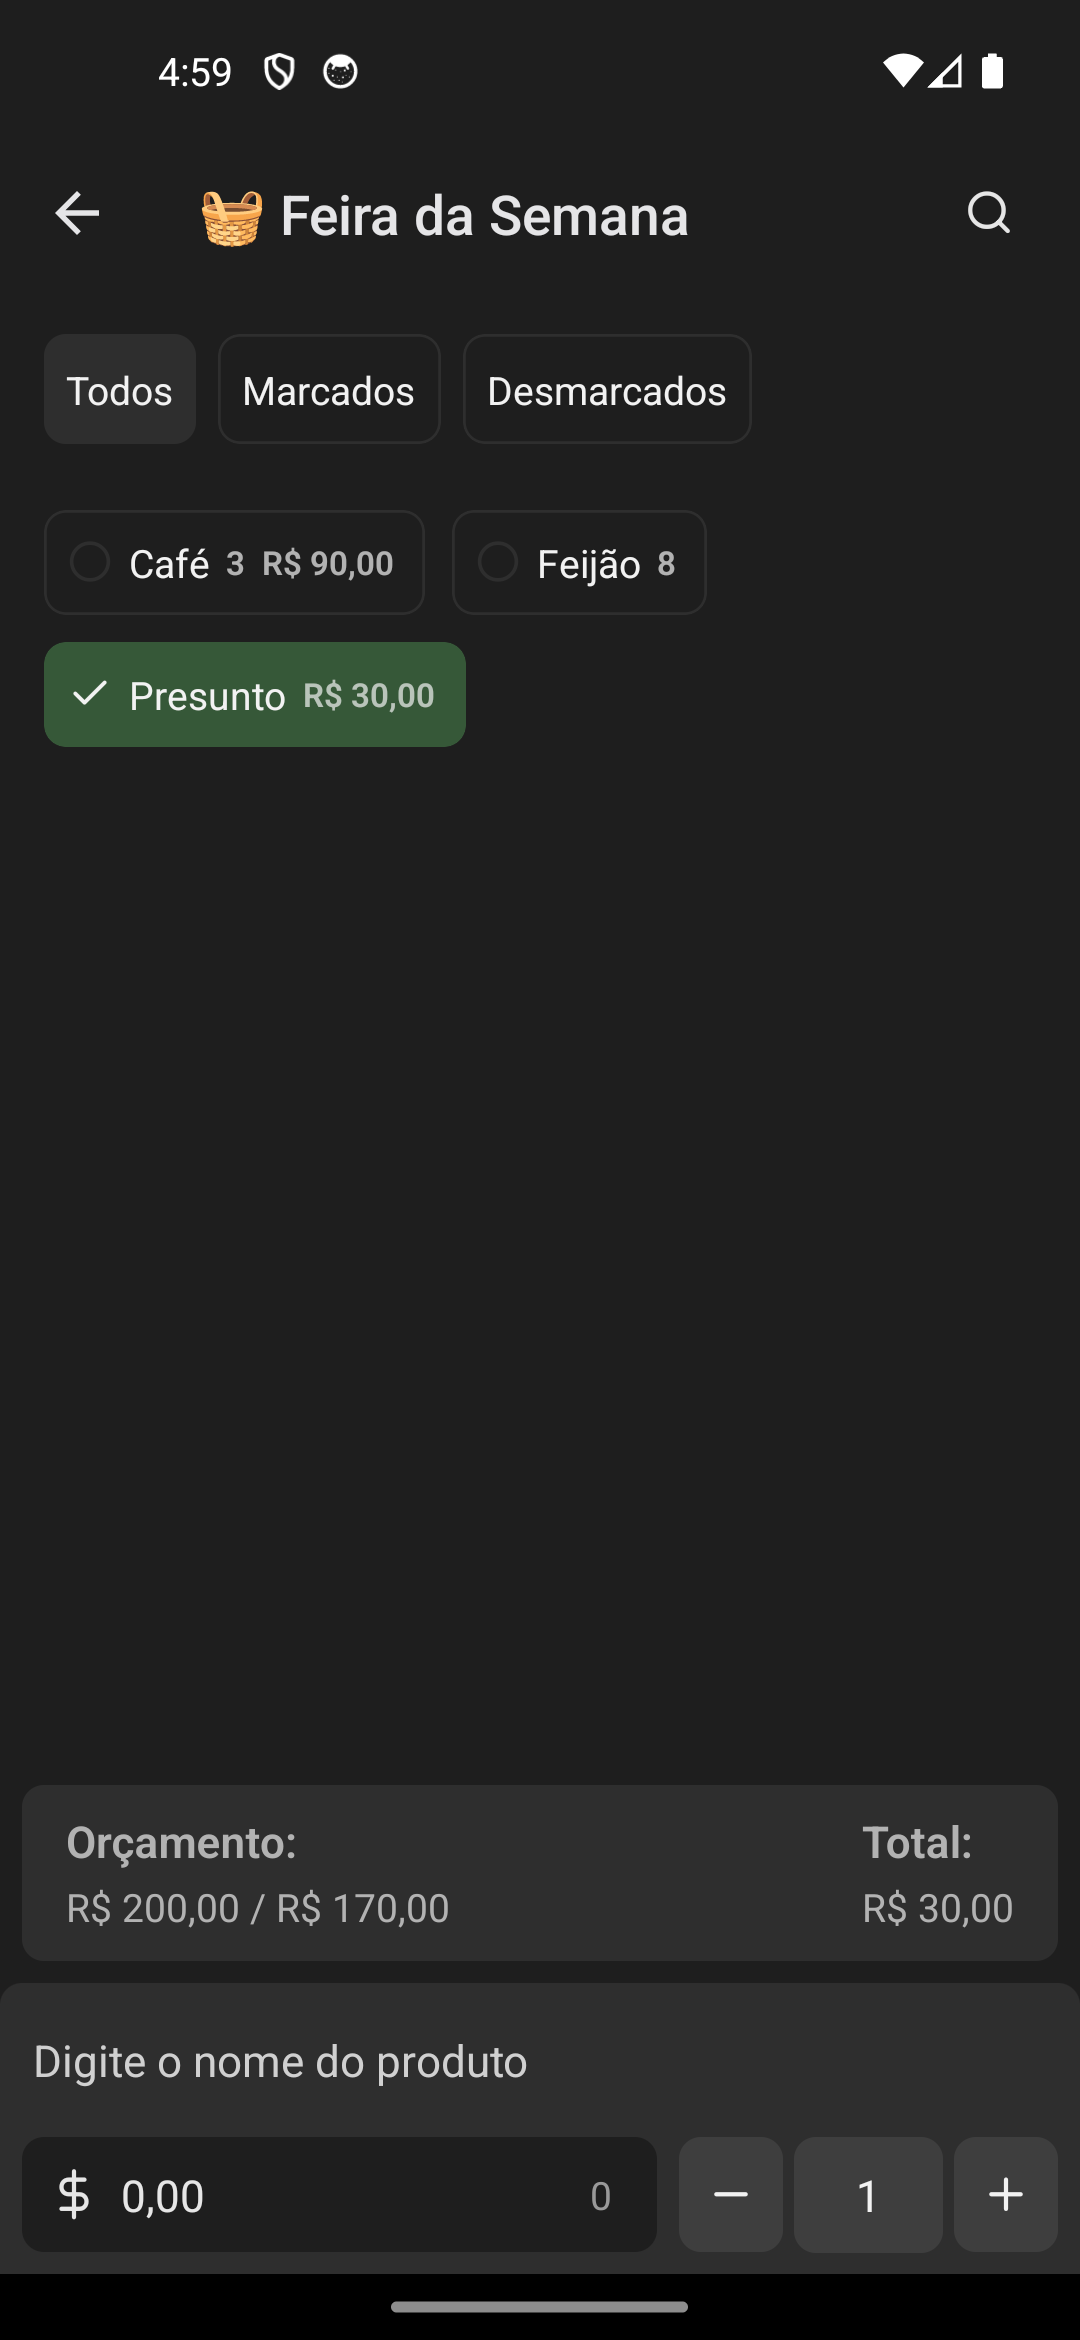 4:59
🧺 Feira da Semana
Todos Marcados Desmarcados
Café 3 R$ 90,00 Feijão 8
Presunto R$ 30,00
Orçamento: Total:
R$ 200,00 / R$ 170,00 R$ 30,00
Digite o nome do produto
$ 0,00 0 − 1 +